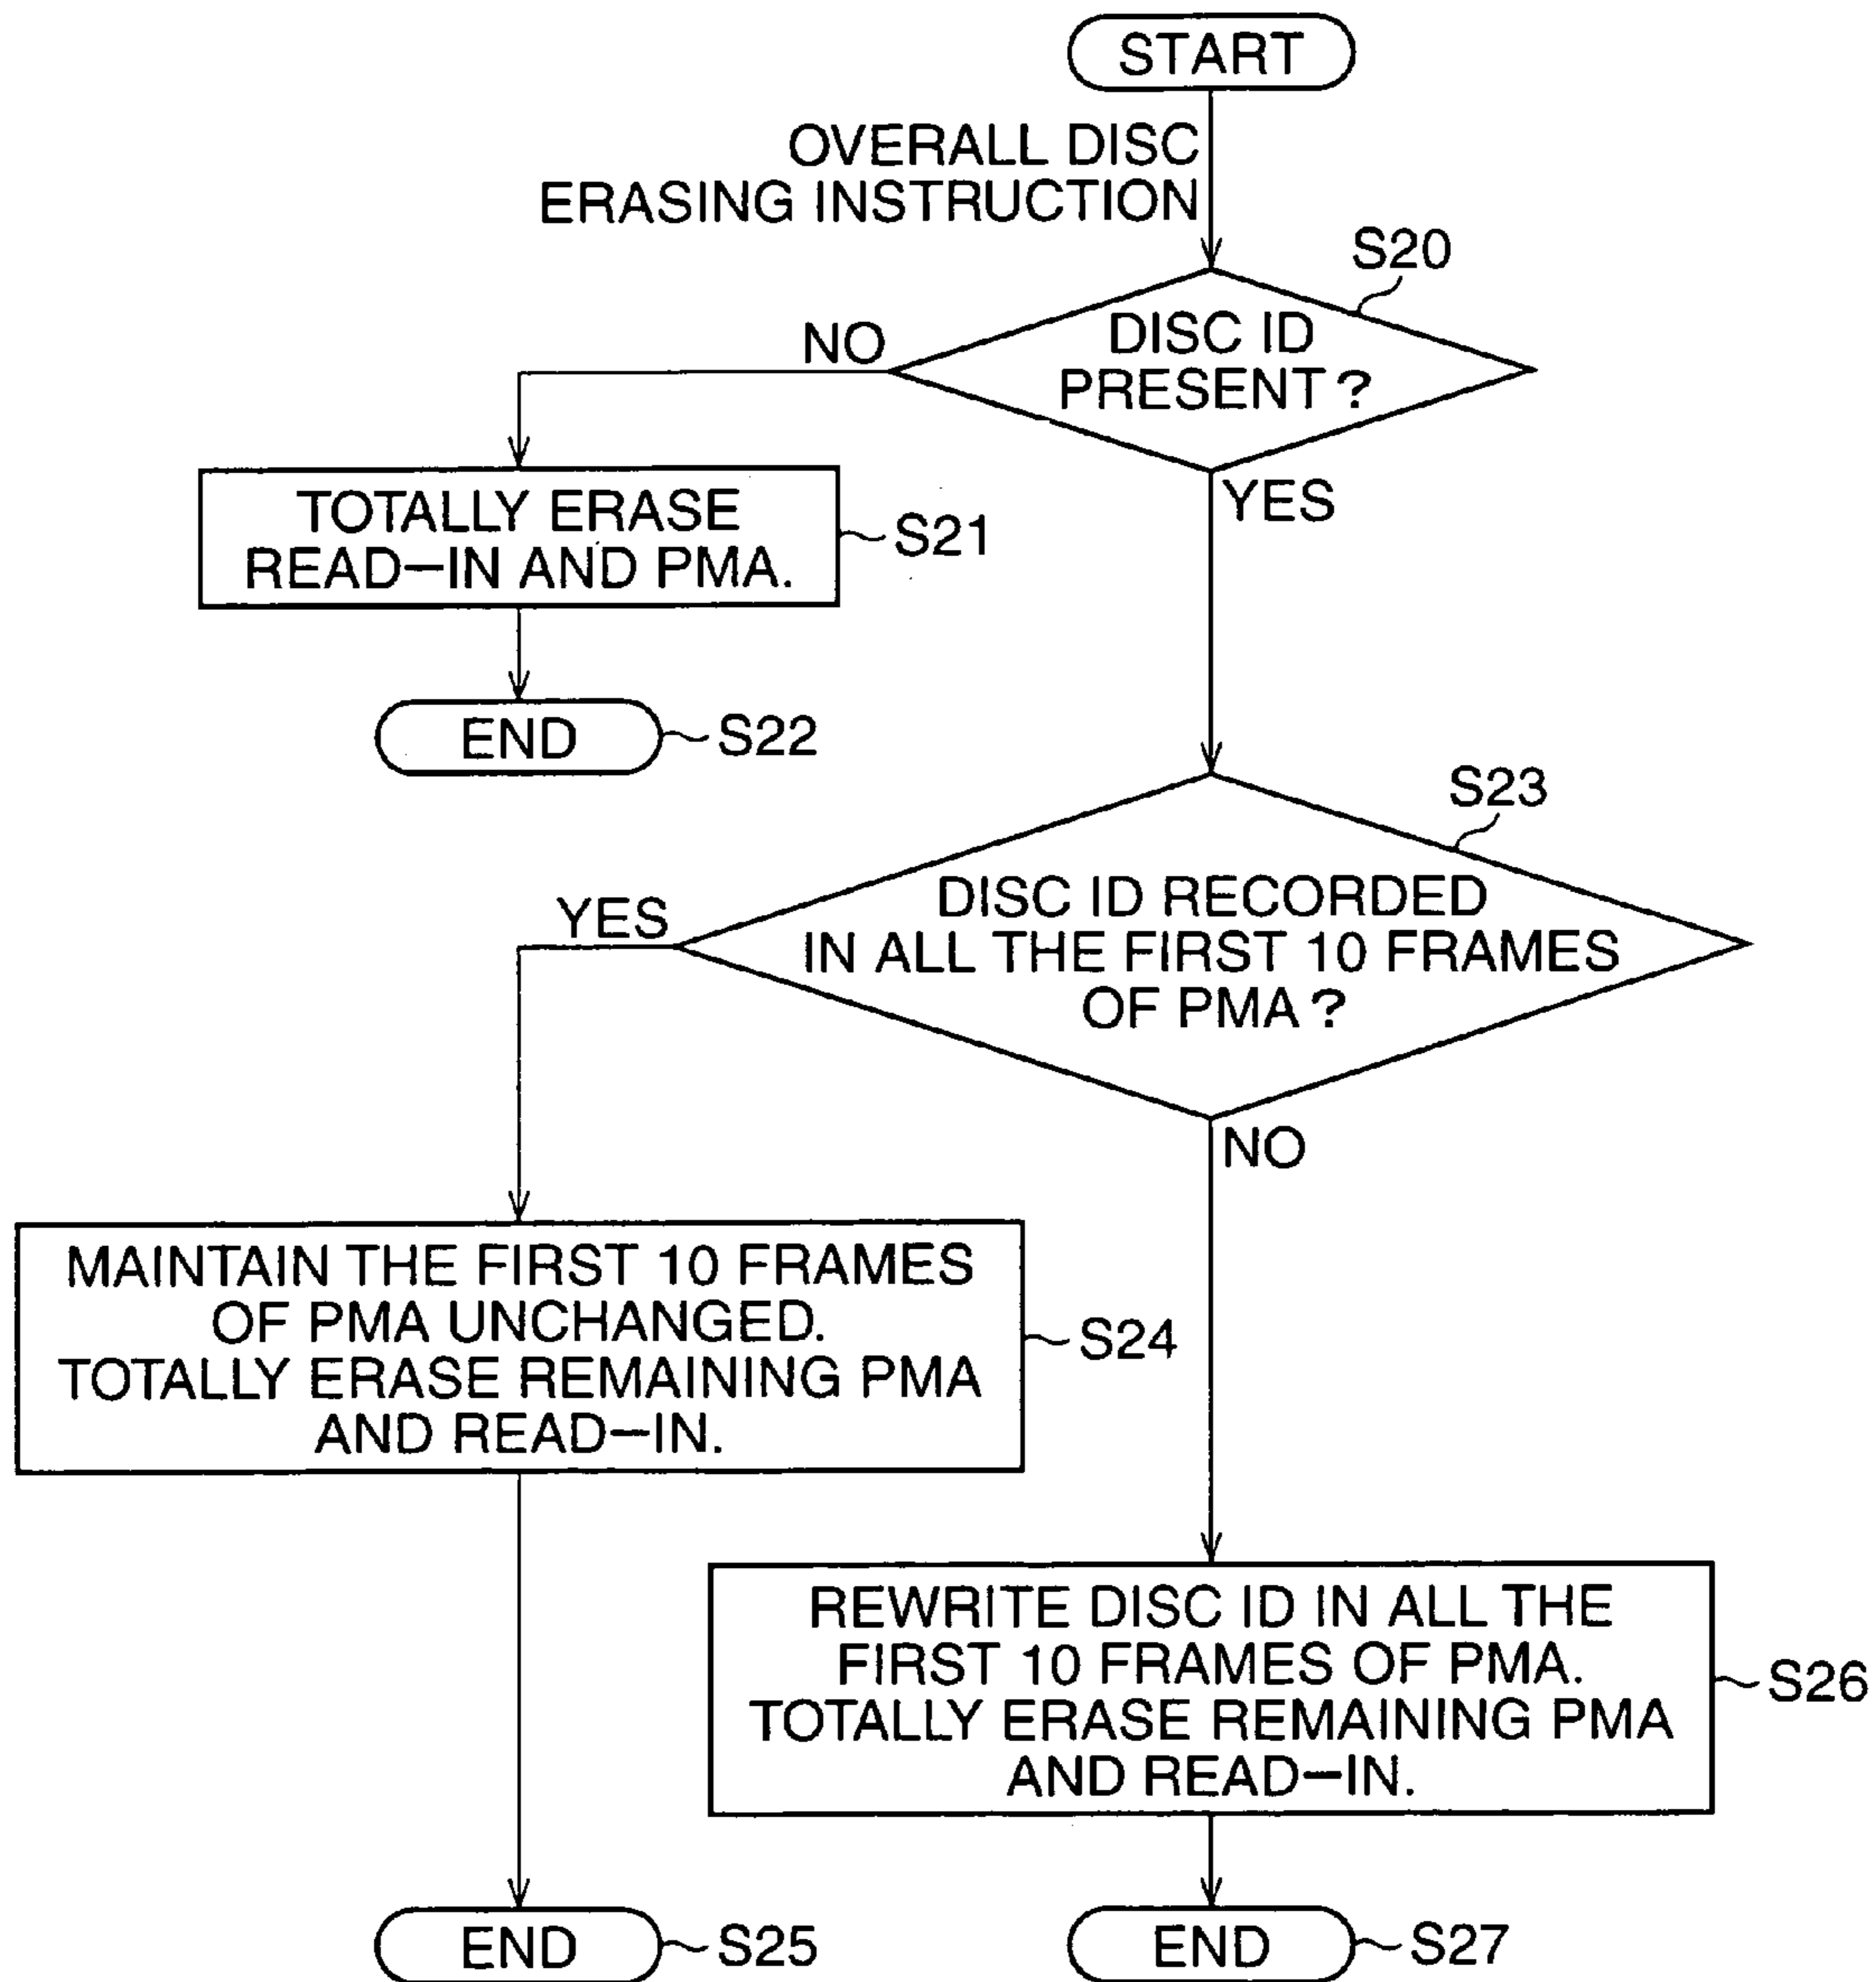 START
OVERALL DISC
ERASING INSTRUCTION
S20
DISC ID
PRESENT?
NO
YES
TOTALLY ERASE
READ-IN AND PMA.
S21
END
S22
S23
DISC ID RECORDED
IN ALL THE FIRST 10 FRAMES
OF PMA?
YES
NO
MAINTAIN THE FIRST 10 FRAMES
OF PMA UNCHANGED.
TOTALLY ERASE REMAINING PMA
AND READ-IN.
S24
REWRITE DISC ID IN ALL THE
FIRST 10 FRAMES OF PMA.
TOTALLY ERASE REMAINING PMA
AND READ-IN.
S26
END
S25
END
S27